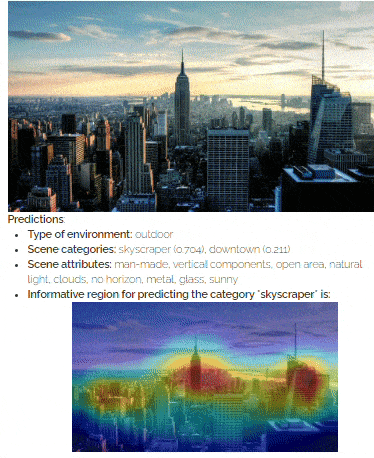 Predictions:
• Type of environment: outdoor
• Scene categories: skyscraper (0.704), downtown (0.211)
• Scene attributes: man-made, vertical components, open area, natural
light, clouds, no horizon, metal, glass, sunny
• Informative region for predicting the category "skyscraper" is: